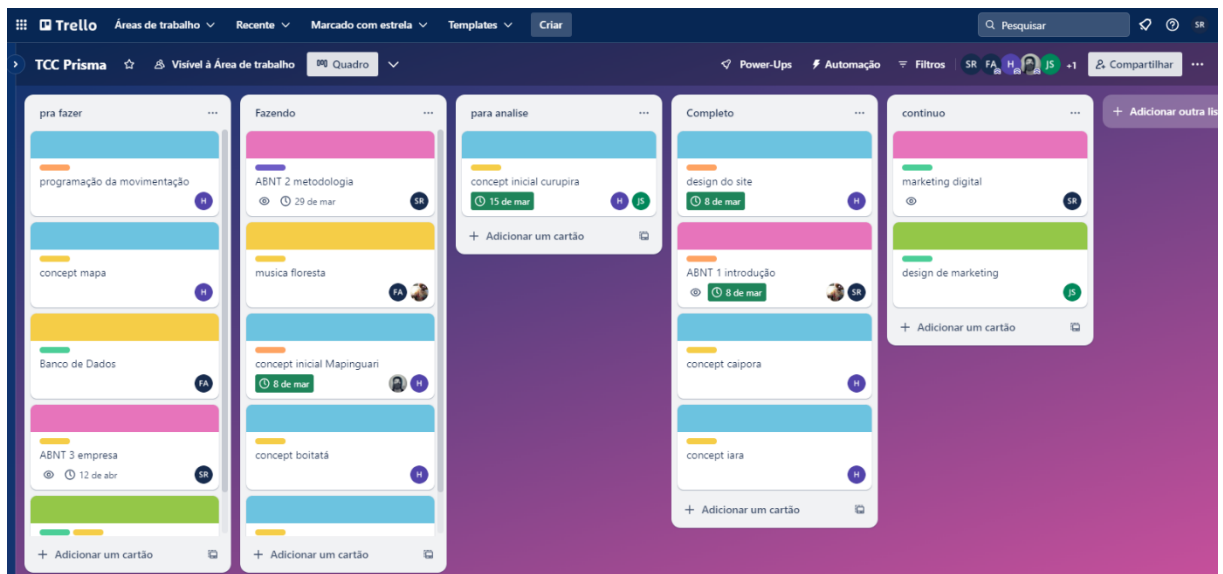 Trello Áreas de trabalho Recente Marcado com estrela Templates Criar Pesquisar SR
TCC Prisma Visível à Área de trabalho Quadro Power-Ups Automação Filtros SR FA H JS +1 Compartilhar
pra fazer
programação da movimentação
H
concept mapa
H
Banco de Dados
FA
ABNT 3 empresa
12 de abr SR
+ Adicionar um cartão
Fazendo
ABNT 2 metodologia
29 de mar SR
musica floresta
FA
concept inicial Mapinguari
8 de mar H
concept boitatá
H
+ Adicionar um cartão
para analise
concept inicial curupira
15 de mar H JS
+ Adicionar um cartão
Completo
design do site
8 de mar H
ABNT 1 introdução
8 de mar SR
concept caipora
H
concept iara
H
+ Adicionar um cartão
continuo
marketing digital
SR
design de marketing
JS
+ Adicionar um cartão
+ Adicionar outra lis